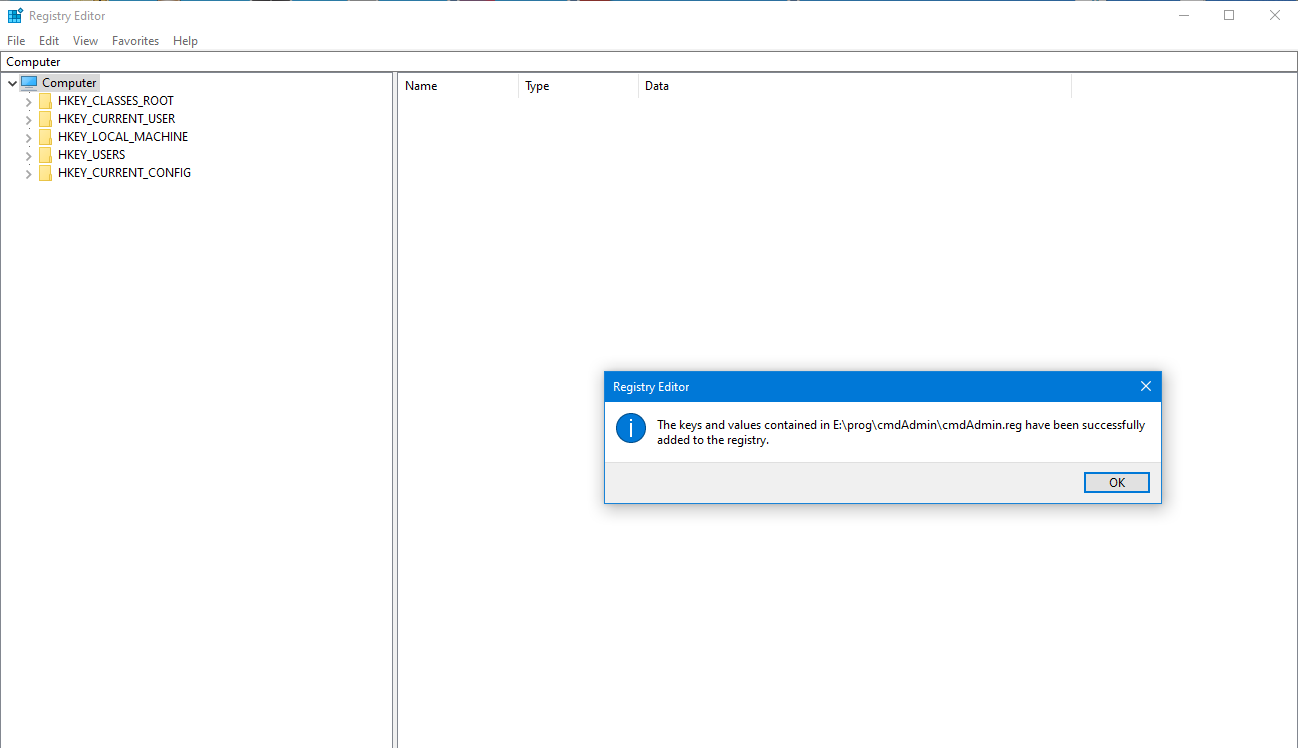 Registry Editor
File Edit View Favorites Help
Computer
Computer
HKEY_CLASSES_ROOT
HKEY_CURRENT_USER
HKEY_LOCAL_MACHINE
HKEY_USERS
HKEY_CURRENT_CONFIG
Name Type Data
Registry Editor
The keys and values contained in E:\prog\cmdAdmin\cmdAdmin.reg have been successfully
added to the registry.
OK